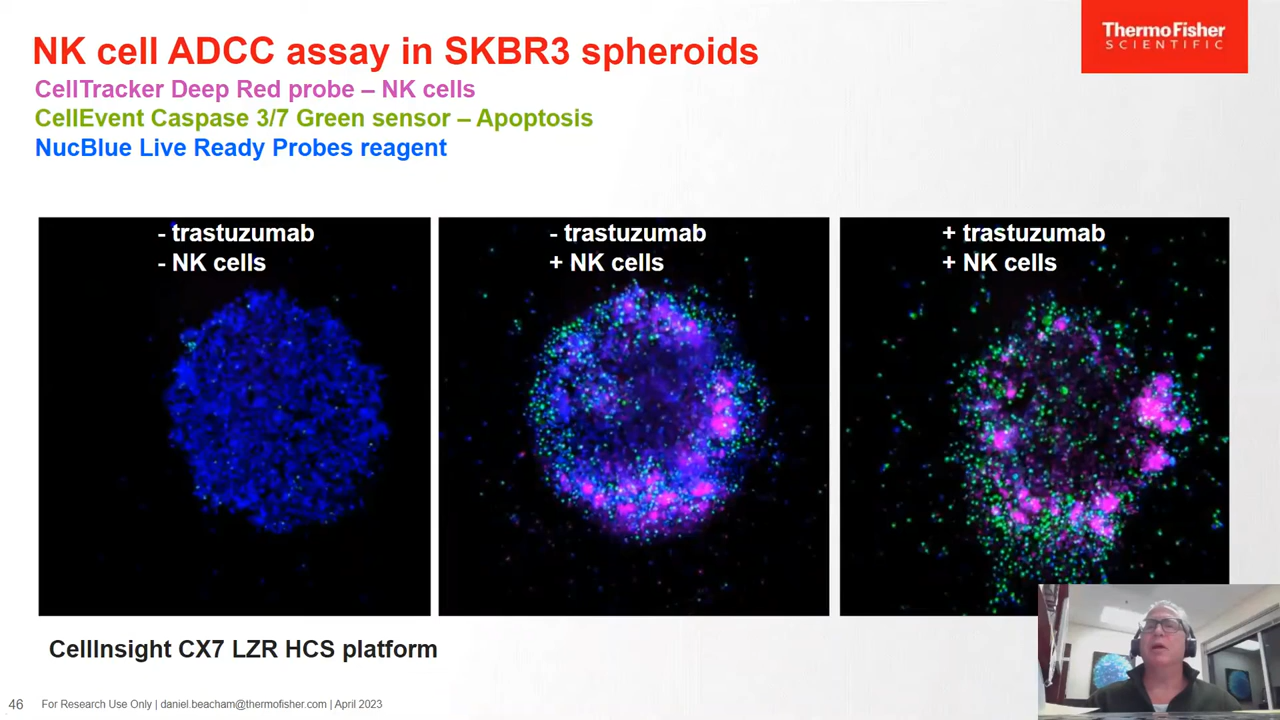 NK cell ADCC assay in SKBR3 spheroids
ThermoFisher
SCIENTIFIC
CellTracker Deep Red probe – NK cells
CellEvent Caspase 3/7 Green sensor – Apoptosis
NucBlue Live Ready Probes reagent
- trastuzumab
- NK cells
- trastuzumab
+ NK cells
+ trastuzumab
+ NK cells
CellInsight CX7 LZR HCS platform
46 For Research Use Only | daniel.beacham@thermofisher.com | April 2023